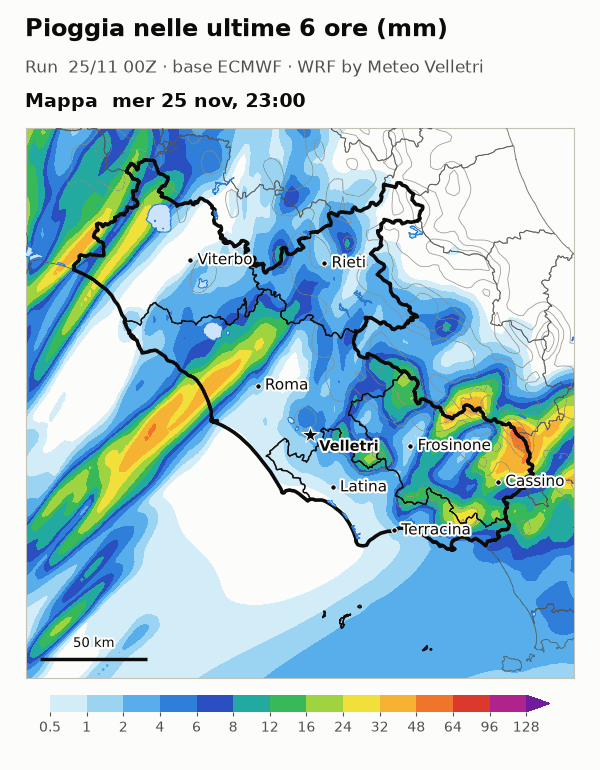 Pioggia nelle ultime 6 ore (mm)
Run  25/11 00Z · base ECMWF · WRF by Meteo Velletri
Mappa  mer 25 nov, 23:00
Viterbo
Rieti
Roma
Velletri
Frosinone
Cassino
Latina
Terracina
50 km
0.5 1 2 4 6 8 12 16 24 32 48 64 96 128